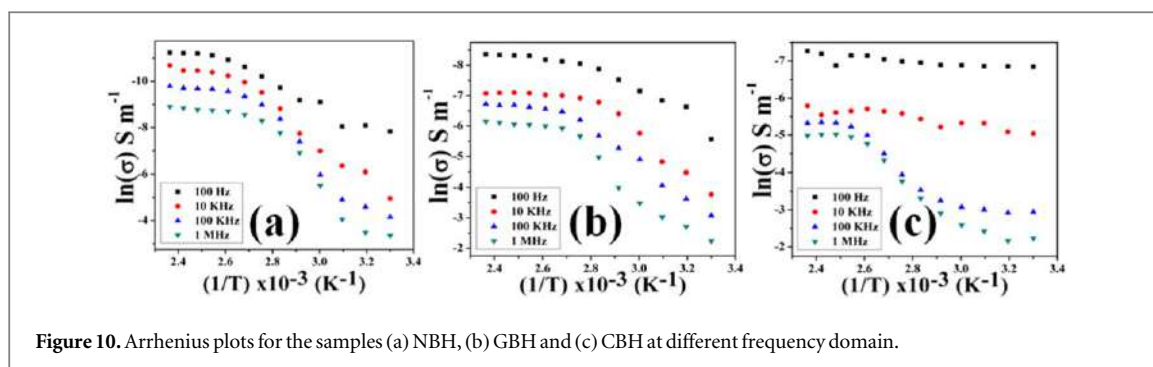 -10
-8
-6
-4
ln(σ) S m⁻¹
100 Hz
10 KHz
100 KHz
1 MHz
(a)
2.4 2.6 2.8 3.0 3.2 3.4
(1/T) x10⁻³ (K⁻¹)
-8
-7
-6
-5
-4
-3
-2
ln(σ) S m⁻¹
100 Hz
10 KHz
100 KHz
1 MHz
(b)
2.4 2.6 2.8 3.0 3.2 3.4
(1/T) x10⁻³ (K⁻¹)
-7
-6
-5
-4
-3
-2
ln(σ) S m⁻¹
100 Hz
10 KHz
100 KHz
1 MHz
(c)
2.4 2.6 2.8 3.0 3.2 3.4
(1/T) x10⁻³ (K⁻¹)
Figure 10. Arrhenius plots for the samples (a) NBH, (b) GBH and (c) CBH at different frequency domain.